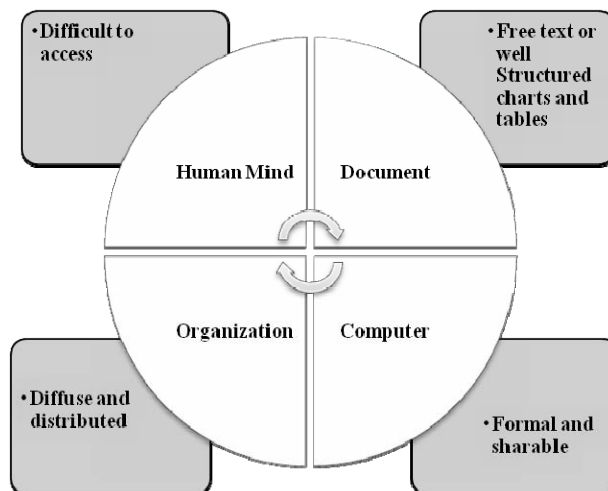 • Difficult to
access
• Free text or
well
Structured
charts and
tables
Human Mind
Document
Organization
Computer
• Diffuse and
distributed
• Formal and
sharable